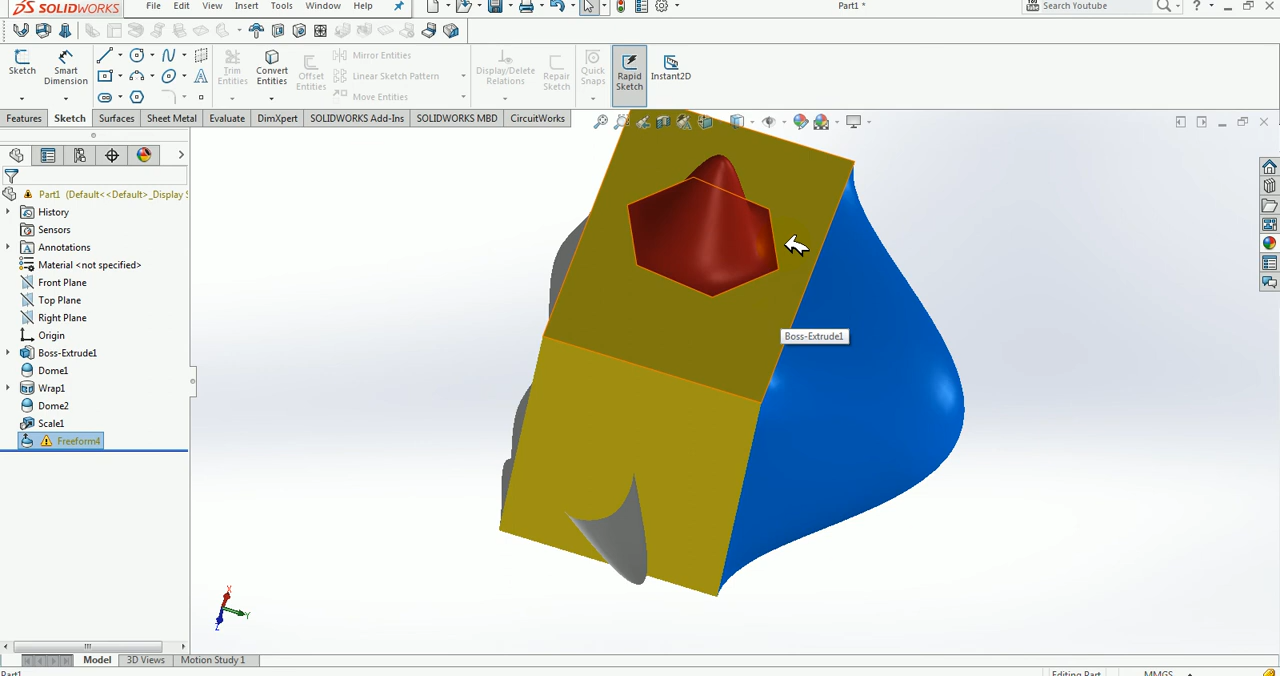 SOLIDWORKS File Edit View Insert Tools Window Help Part1 * Search Youtube ?
Sketch Smart Dimension Trim Entities Convert Entities Offset Entities Mirror Entities Linear Sketch Pattern Move Entities Display/Delete Relations Repair Sketch Quick Snaps Rapid Sketch Instant2D
Features Sketch Surfaces Sheet Metal Evaluate DimXpert SOLIDWORKS Add-Ins SOLIDWORKS MBD CircuitWorks
Part1 (Default<<Default>_Display S
History
Sensors
Annotations
Material <not specified>
Front Plane
Top Plane
Right Plane
Origin
Boss-Extrude1
Dome1
Wrap1
Dome2
Scale1
Freeform4
Boss-Extrude1
X
Y
Z
Model 3D Views Motion Study 1
Part1 Editing Part MMGS